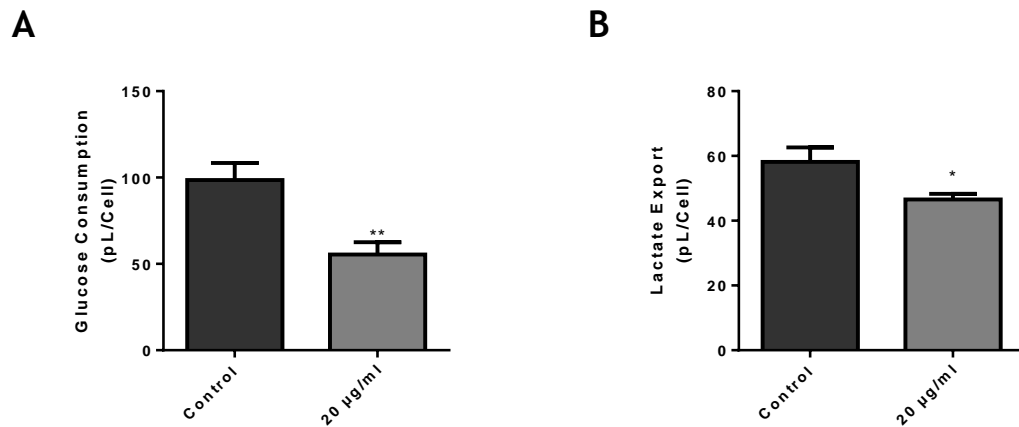 A
Glucose Consumption
(pL/Cell)
150
100
50
0
**
Control
20 µg/ml
B
Lactate Export
(pL/Cell)
80
60
40
20
0
*
Control
20 µg/ml